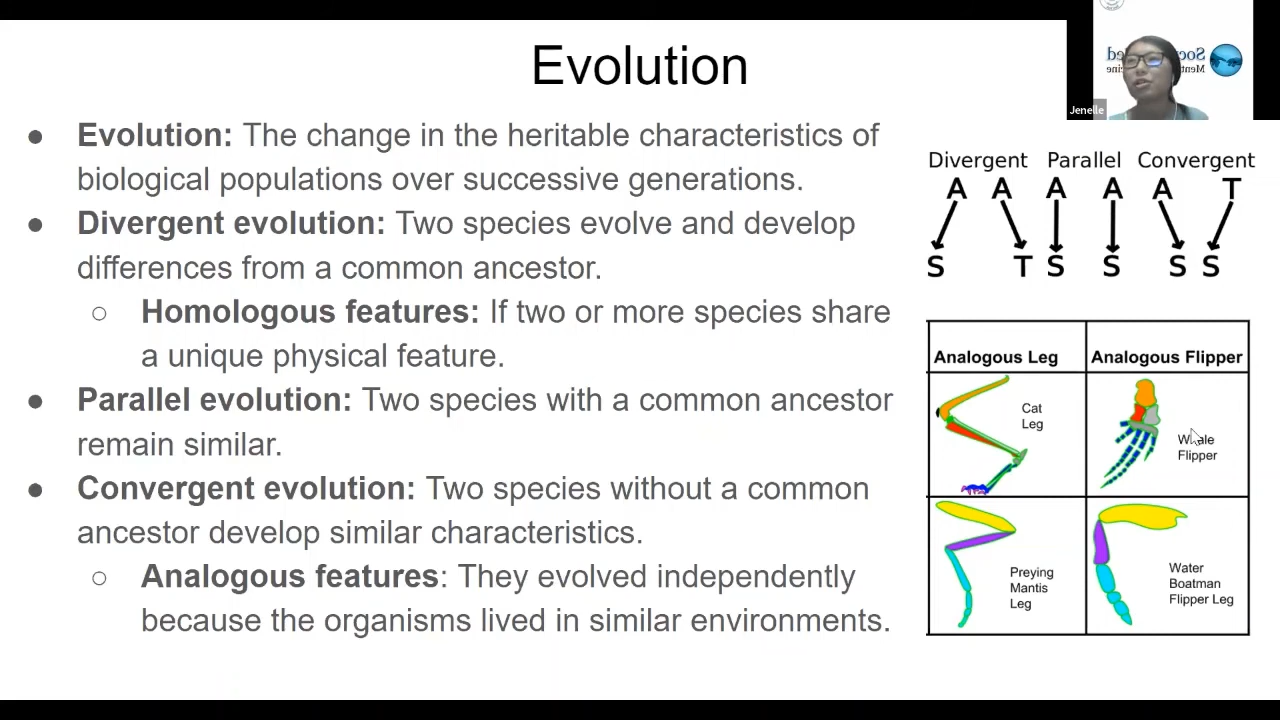 Evolution
● Evolution: The change in the heritable characteristics of
biological populations over successive generations.
● Divergent evolution: Two species evolve and develop
differences from a common ancestor.
○ Homologous features: If two or more species share
a unique physical feature.
● Parallel evolution: Two species with a common ancestor
remain similar.
● Convergent evolution: Two species without a common
ancestor develop similar characteristics.
○ Analogous features: They evolved independently
because the organisms lived in similar environments.
Jenelle
Divergent Parallel Convergent
A A A A A T
S T S S S S
Analogous Leg Analogous Flipper
Cat
Leg
Whale
Flipper
Preying
Mantis
Leg
Water
Boatman
Flipper Leg